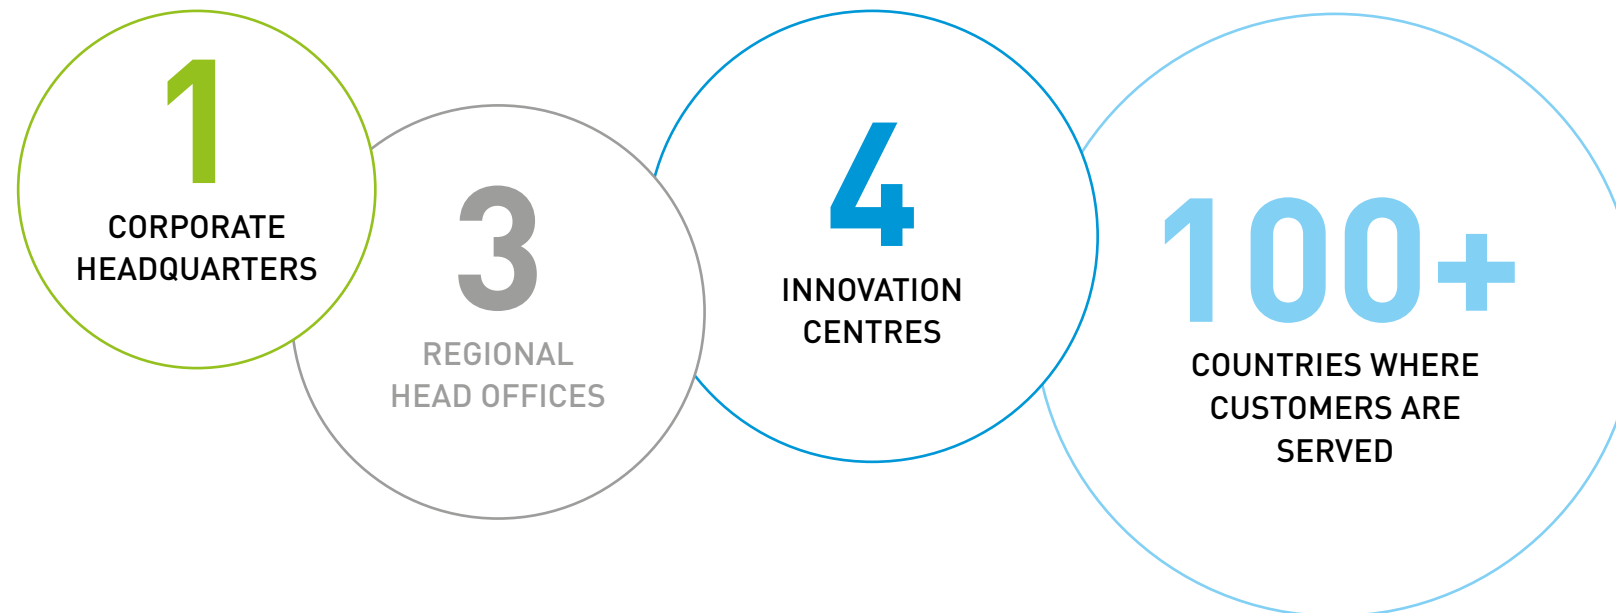 1
CORPORATE
HEADQUARTERS
3
REGIONAL
HEAD OFFICES
4
INNOVATION
CENTRES
100+
COUNTRIES WHERE
CUSTOMERS ARE
SERVED